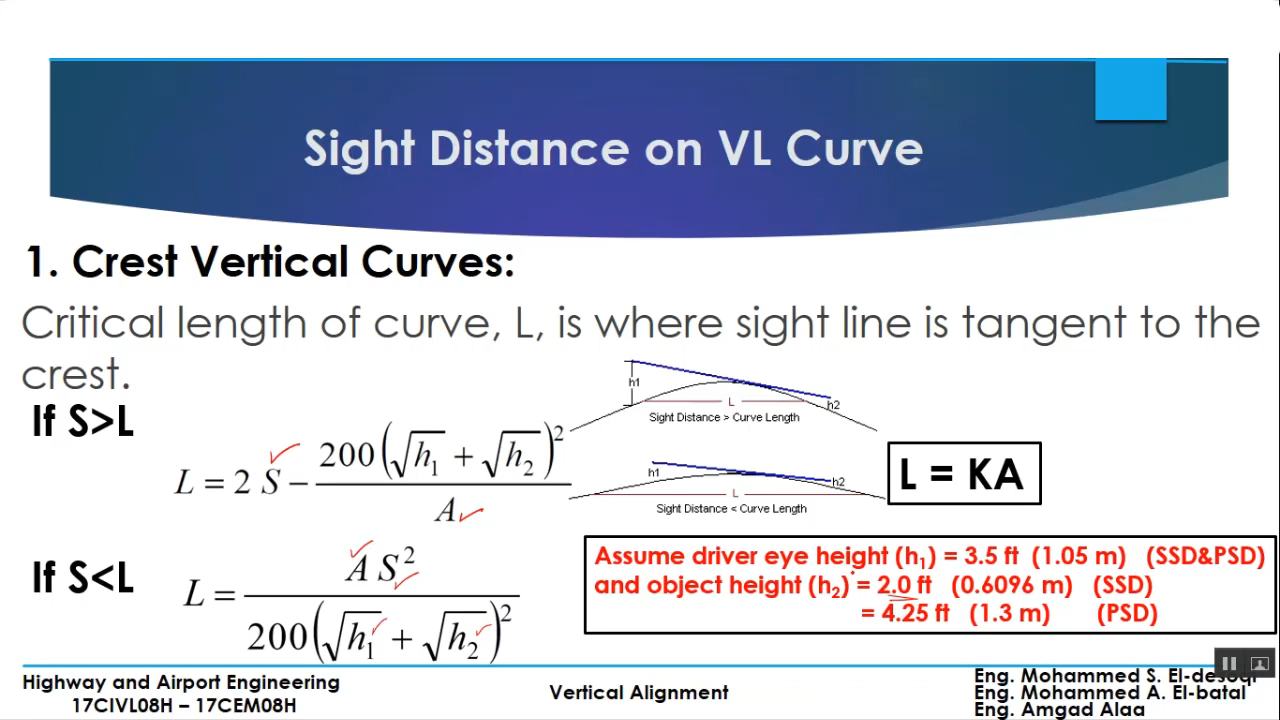 Sight Distance on VL Curve
1. Crest Vertical Curves:
Critical length of curve, L, is where sight line is tangent to the
crest.
If S>L
L = 2 S − 200(√h₁ + √h₂)² / A
h1
L
h2
Sight Distance > Curve Length
h1
h2
L
Sight Distance < Curve Length
L = KA
If S<L
L = A S² / 200(√h₁ + √h₂)²
Assume driver eye height (h₁) = 3.5 ft (1.05 m) (SSD&PSD)
and object height (h₂) = 2.0 ft (0.6096 m) (SSD)
= 4.25 ft (1.3 m) (PSD)
Highway and Airport Engineering
17CIVL08H – 17CEM08H
Vertical Alignment
Eng. Mohammed S. El-desuqi
Eng. Mohammed A. El-batal
Eng. Amgad Alaa